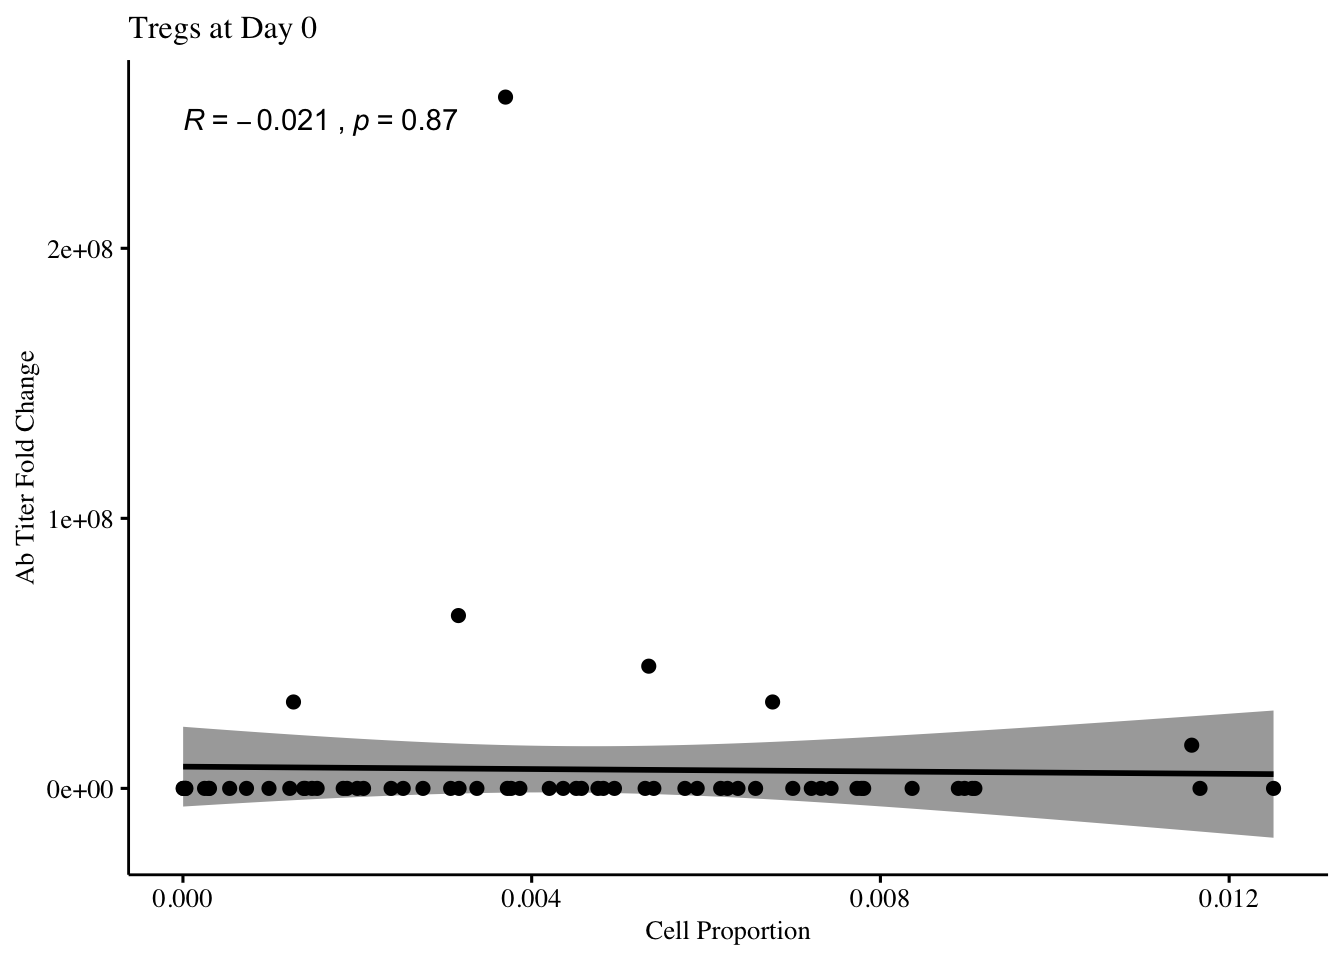 Tregs at Day 0
R = −0.021 , p = 0.87
Ab Titer Fold Change
2e+08
1e+08
0e+00
0.000
0.004
0.008
0.012
Cell Proportion